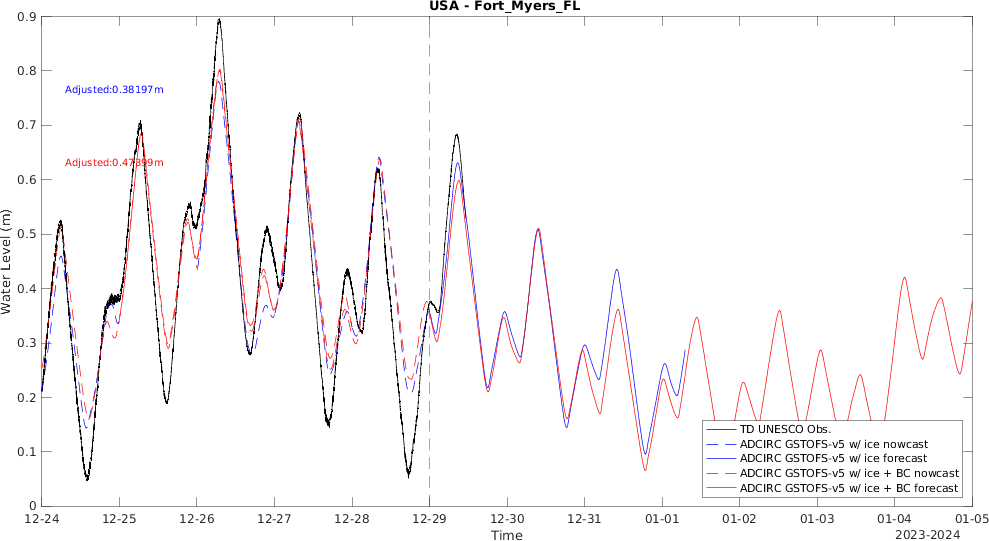 USA - Fort_Myers_FL
0.9
0.8
0.7
0.6
0.5
0.4
0.3
0.2
0.1
0
Water Level (m)
Adjusted:0.38197m
Adjusted:0.47399m
TD UNESCO Obs.
ADCIRC GSTOFS-v5 w/ ice nowcast
ADCIRC GSTOFS-v5 w/ ice forecast
ADCIRC GSTOFS-v5 w/ ice + BC nowcast
ADCIRC GSTOFS-v5 w/ ice + BC forecast
12-24 12-25 12-26 12-27 12-28 12-29 12-30 12-31 01-01 01-02 01-03 01-04 01-05
Time
2023-2024